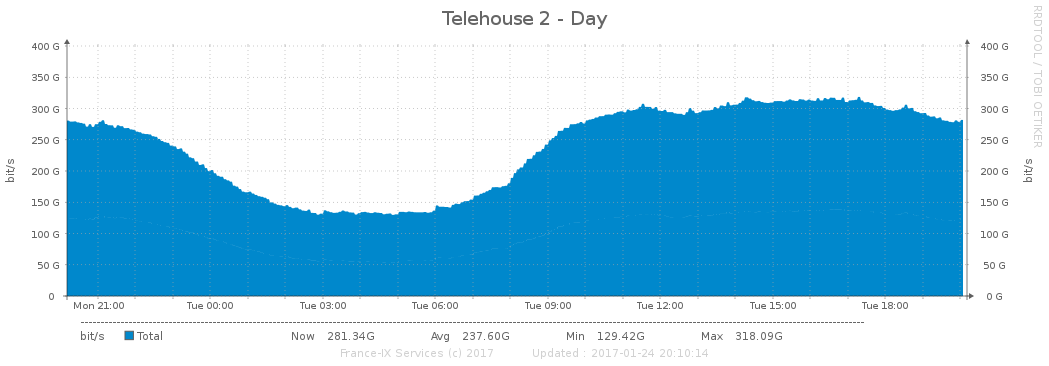 Telehouse 2 - Day
RRDTOOL / TOBI OETIKER
400 G 400 G
350 G 350 G
300 G 300 G
250 G 250 G
200 G 200 G
150 G 150 G
100 G 100 G
50 G 50 G
0 0 G
bit/s bit/s
Mon 21:00 Tue 00:00 Tue 03:00 Tue 06:00 Tue 09:00 Tue 12:00 Tue 15:00 Tue 18:00
bit/s Total Now 281.34G Avg 237.60G Min 129.42G Max 318.09G
France-IX Services (c) 2017 Updated : 2017-01-24 20:10:14